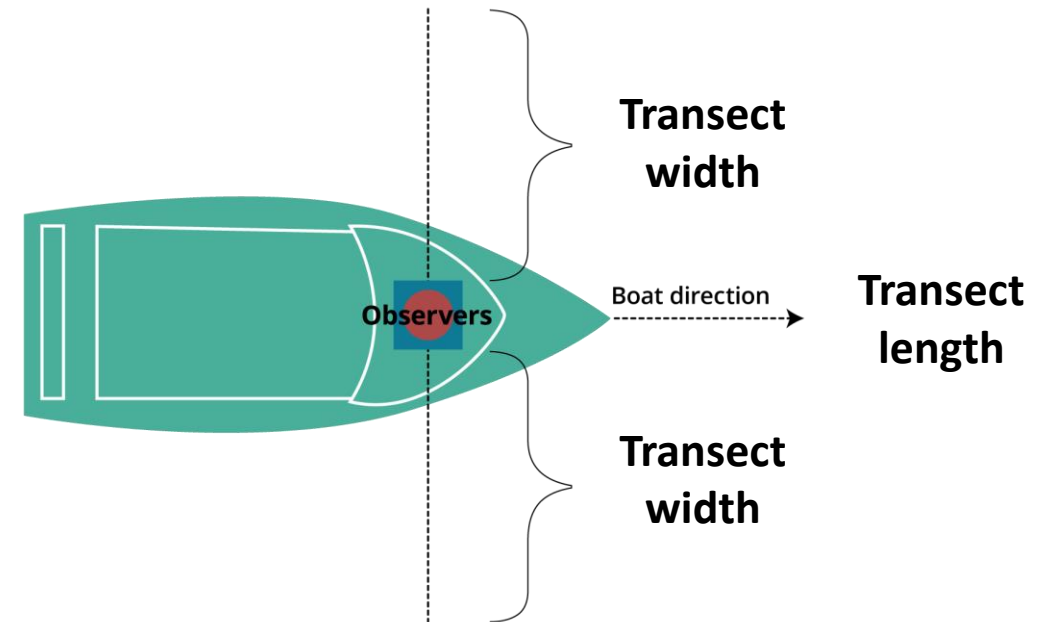 Transect
width
Observers
Boat direction
Transect
length
Transect
width